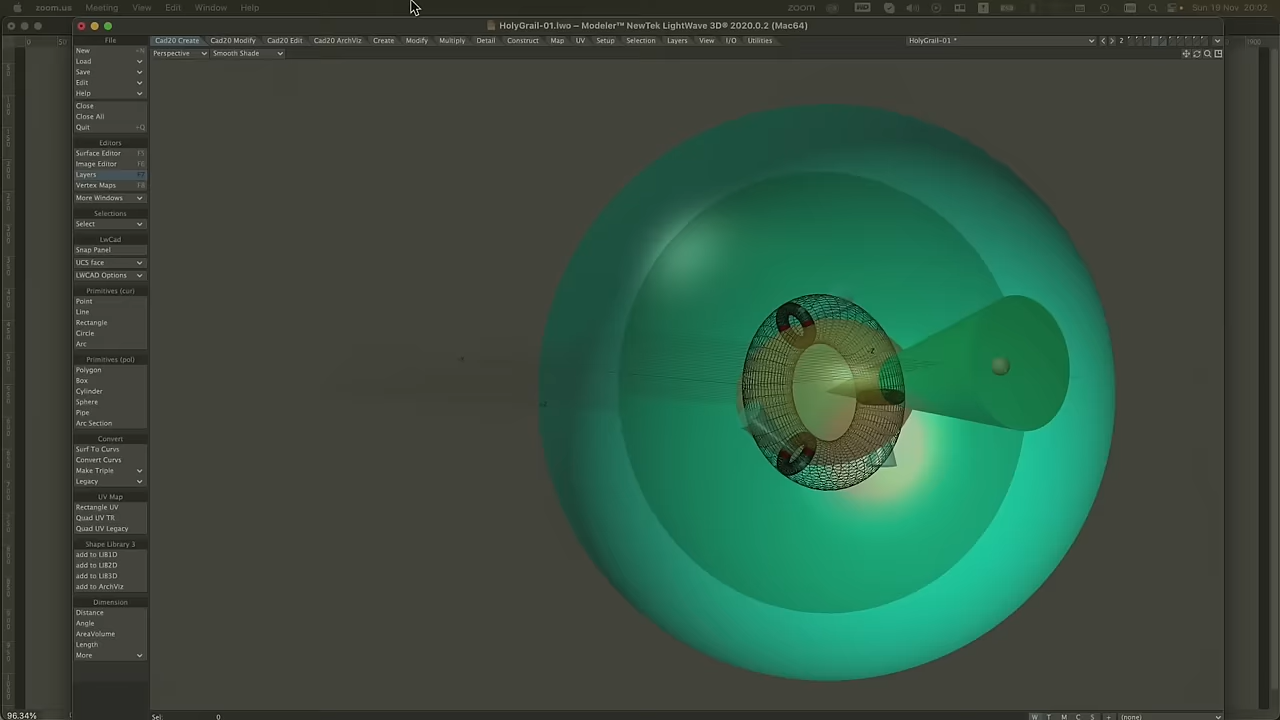 zoom.us Meeting View Edit Window Help
zoom Sun 19 Nov 20:02
HolyGrail-01.lwo – Modeler™ NewTek LightWave 3D® 2020.0.2 (Mac64)
File Cad20 Create Cad20 Modify Cad20 Edit Cad20 ArchViz Create Modify Multiply Detail Construct Map UV Setup Selection Layers View I/O Utilities HolyGrail-01 * 2
New +N
Perspective Smooth Shade
Load
Save
Edit
Help
Close
Close All
Quit +Q
Editors
Surface Editor F5
Image Editor F6
Layers F7
Vertex Maps F8
More Windows
Selections
Select
LwCad
Snap Panel
UCS face
LWCAD Options
Primitives (cur)
Point
Line
Rectangle
Circle
Arc
Primitives (pol)
Polygon
Box
Cylinder
Sphere
Pipe
Arc Section
Convert
Surf To Curvs
Convert Curvs
Make Triple
Legacy
UV Map
Rectangle UV
Quad UV TR
Quad UV Legacy
Shape Library 3
add to LIB1D
add to LIB2D
add to LIB3D
add to ArchViz
Dimension
Distance
Angle
AreaVolume
Length
More
96.34% Sel: 0 W T M C S + (none)